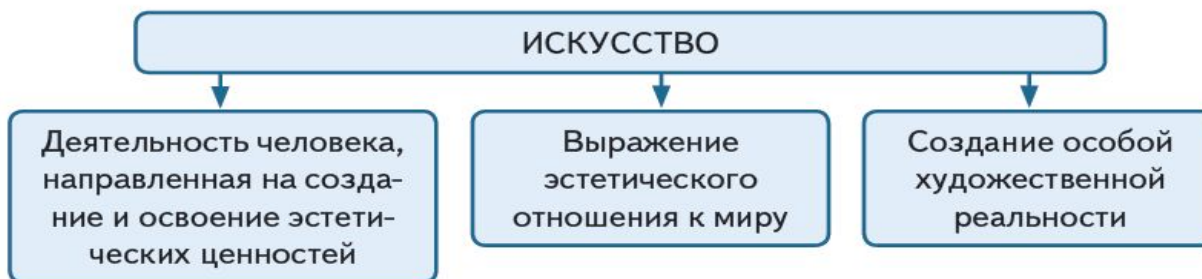 ИСКУССТВО
Деятельность человека,
направленная на созда-
ние и освоение эстети-
ческих ценностей
Выражение
эстетического
отношения к миру
Создание особой
художественной
реальности